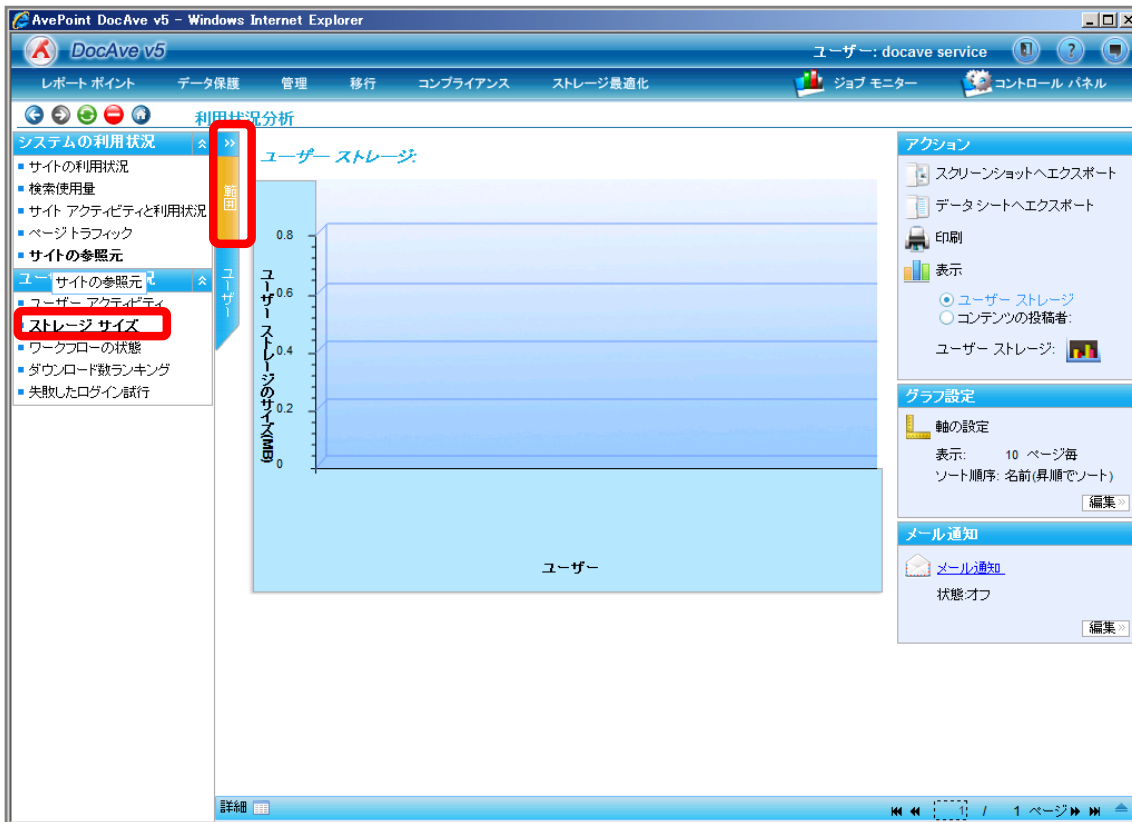 AvePoint DocAve v5 - Windows Internet Explorer
DocAve v5
ユーザー: docave service
レポート ポイント データ保護 管理 移行 コンプライアンス ストレージ最適化 ジョブ モニター コントロール パネル
利用状況分析
システムの利用状況
サイトの利用状況
検索使用量
サイト アクティビティと利用状況
ページトラフィック
サイトの参照元
サイトの参照元
ユーザー アクティビティ
ストレージ サイズ
ワークフローの状態
ダウンロード数ランキング
失敗したログイン試行
範囲
ユーザー
ユーザー ストレージ:
ユーザー ストレージのサイズ(MB)
0.8
0.6
0.4
0.2
0
ユーザー
アクション
スクリーンショットへエクスポート
データシートへエクスポート
印刷
表示
ユーザー ストレージ
コンテンツの投稿者:
ユーザー ストレージ:
グラフ設定
軸の設定
表示: 10 ページ毎
ソート順序: 名前(昇順でソート)
編集
メール通知
メール通知
状態:オフ
編集
詳細
1 / 1 ページ